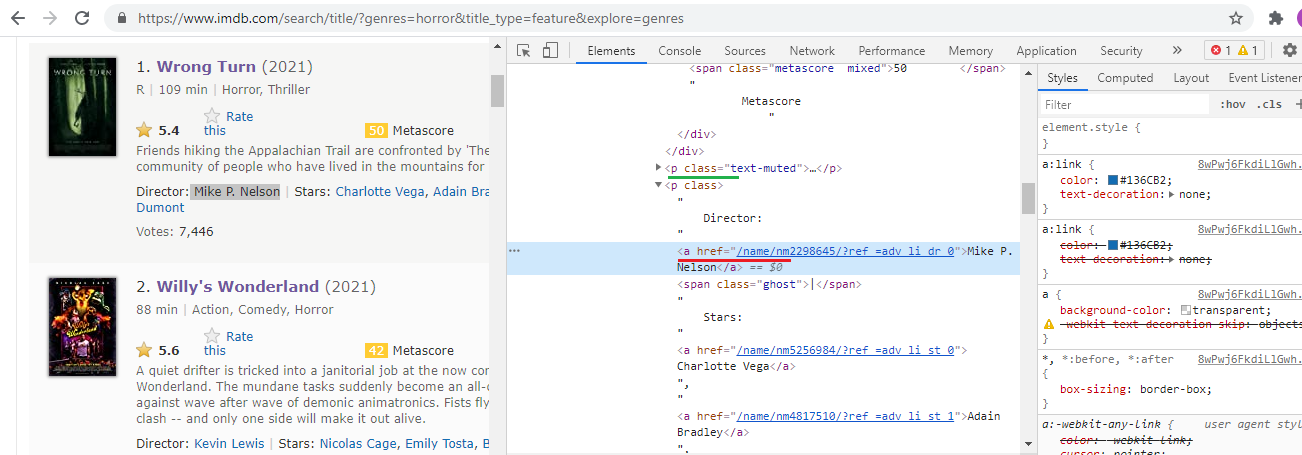 https://www.imdb.com/search/title/?genres=horror&title_type=feature&explore=genres
WRONG TURN
1. Wrong Turn (2021)
R | 109 min | Horror, Thriller
5.4
Rate this
50 Metascore
Friends hiking the Appalachian Trail are confronted by 'The
community of people who have lived in the mountains for
Director: Mike P. Nelson | Stars: Charlotte Vega, Adain Bra
Dumont
Votes: 7,446
2. Willy's Wonderland (2021)
88 min | Action, Comedy, Horror
5.6
Rate this
42 Metascore
A quiet drifter is tricked into a janitorial job at the now con
Wonderland. The mundane tasks suddenly become an all-
against wave after wave of demonic animatronics. Fists fly
clash -- and only one side will make it out alive.
Director: Kevin Lewis | Stars: Nicolas Cage, Emily Tosta, B
Elements Console Sources Network Performance Memory Application Security » 1 1
<span class="metascore mixed">50 </span>
"
Metascore
"
</div>
</div>
<p class="text-muted">…</p>
<p class>
"
Director:
"
<a href="/name/nm2298645/?ref_=adv_li_dr_0">Mike P.
Nelson</a> == $0
<span class="ghost">|</span>
"
Stars:
"
<a href="/name/nm5256984/?ref_=adv_li_st_0">
Charlotte Vega</a>
",
"
<a href="/name/nm4817510/?ref_=adv_li_st_1">Adain
Bradley</a>
",
Styles Computed Layout Event Listener
Filter :hov .cls +
element.style {
}
a:link { 8wPwj6FkdiLlGwh.
color: #136CB2;
text-decoration: none;
}
a:link { 8wPwj6FkdiLlGwh.
color: #136CB2;
text-decoration: none;
}
a { 8wPwj6FkdiLlGwh.
background-color: transparent;
-webkit-text-decoration-skip: objects
}
*, *:before, *:after 8wPwj6FkdiLlGwh.
{
box-sizing: border-box;
}
a:-webkit-any-link { user agent styl
color: -webkit-link;
cursor: pointer;